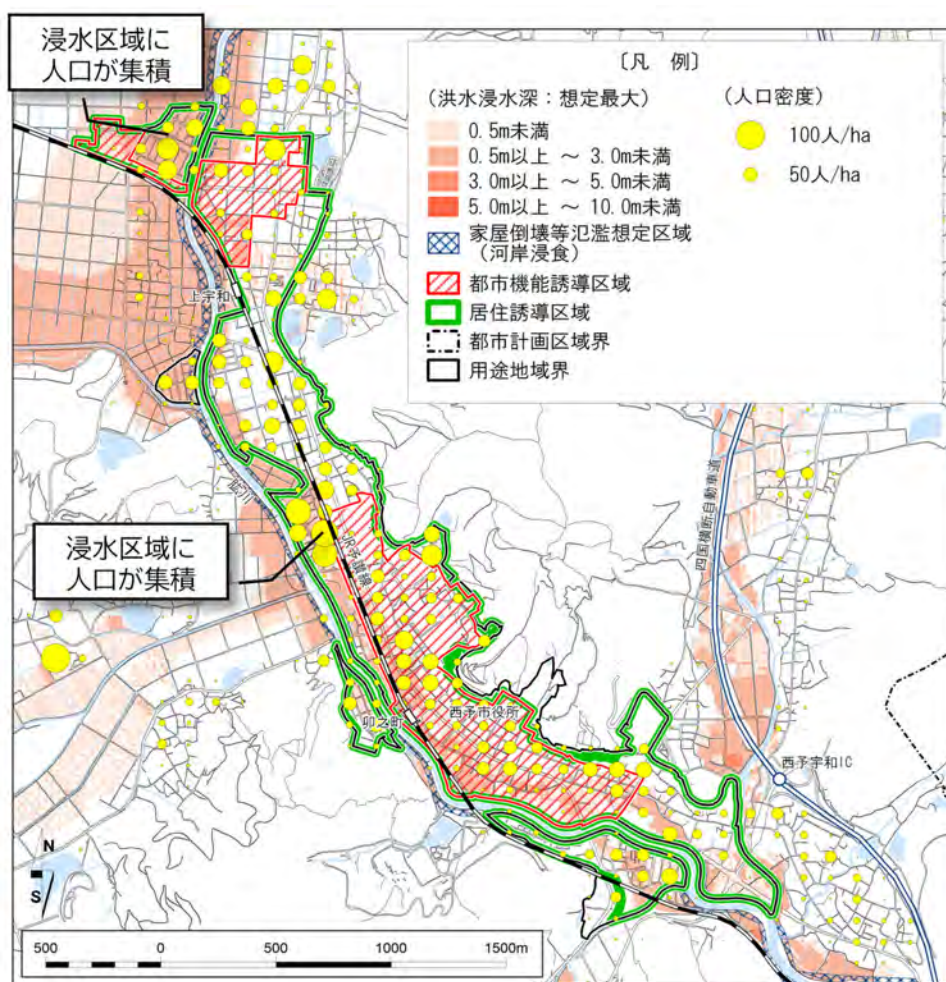 浸水区域に
人口が集積
〔凡 例〕
(洪水浸水深：想定最大)
0.5m未満
0.5m以上 ～ 3.0m未満
3.0m以上 ～ 5.0m未満
5.0m以上 ～ 10.0m未満
家屋倒壊等氾濫想定区域
(河岸浸食)
都市機能誘導区域
居住誘導区域
都市計画区域界
用途地域界
(人口密度)
100人/ha
50人/ha
上宇和
四国横断自動車道
浸水区域に
人口が集積
JR予讃線
卯之町
西予市役所
西予宇和IC
N
S
500 0 500 1000 1500m